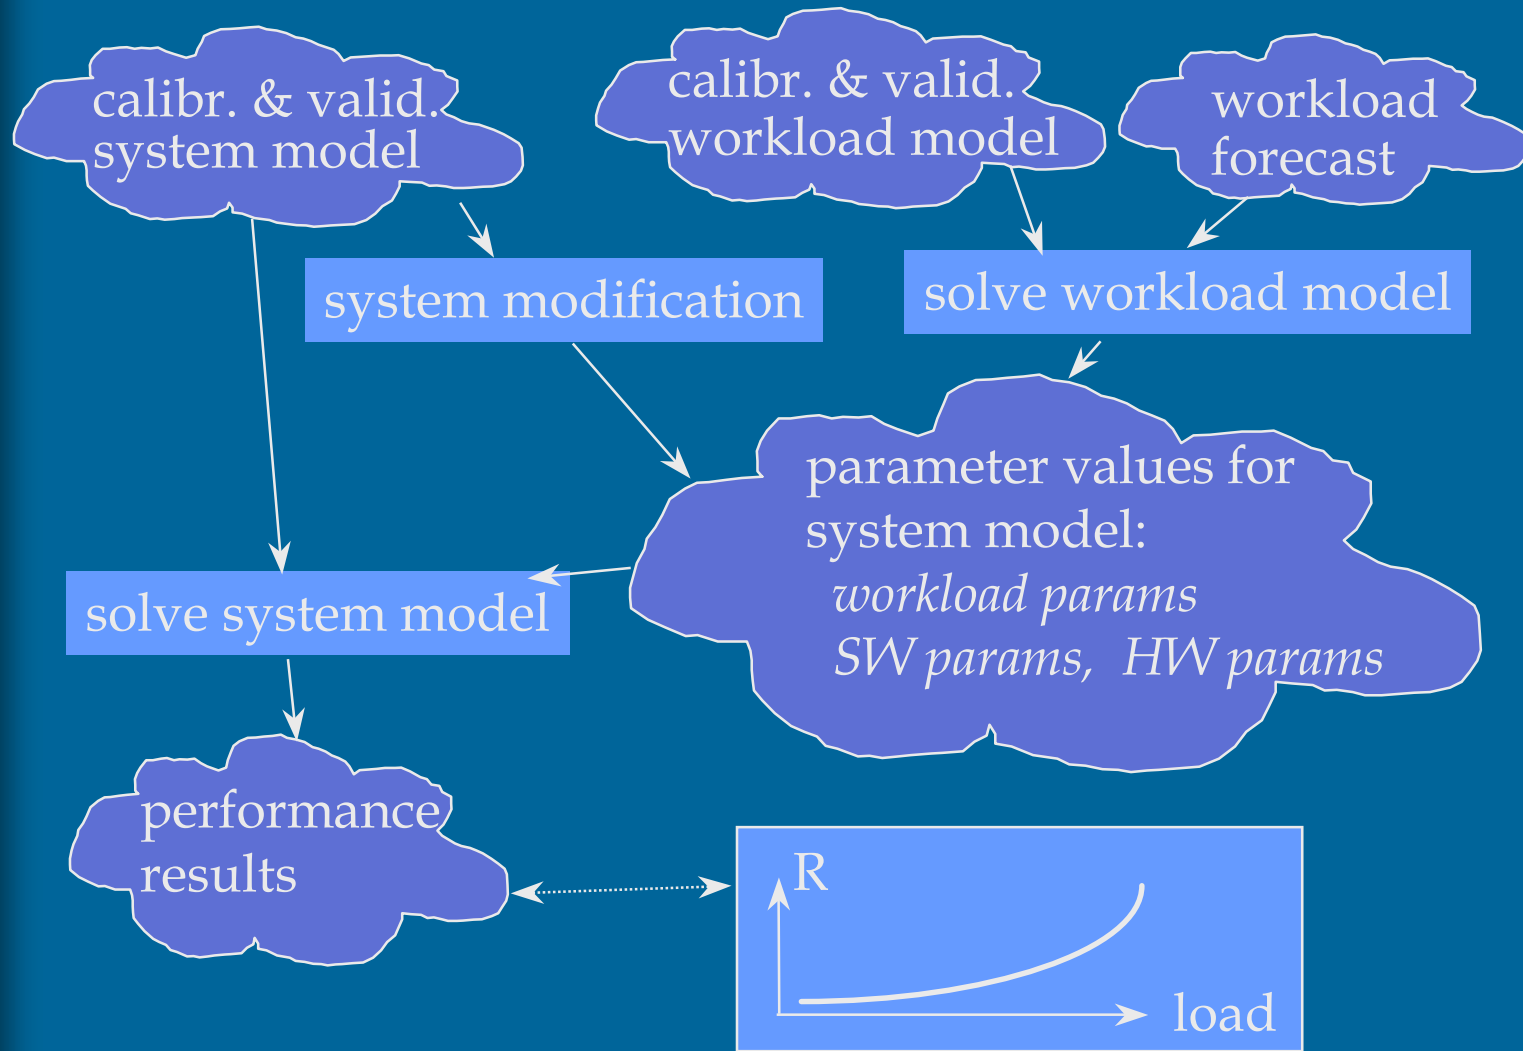 calibr. & valid.
system model
calibr. & valid.
workload model
workload
forecast
system modification
solve workload model
parameter values for
system model:
workload params
SW params, HW params
solve system model
performance
results
R
load